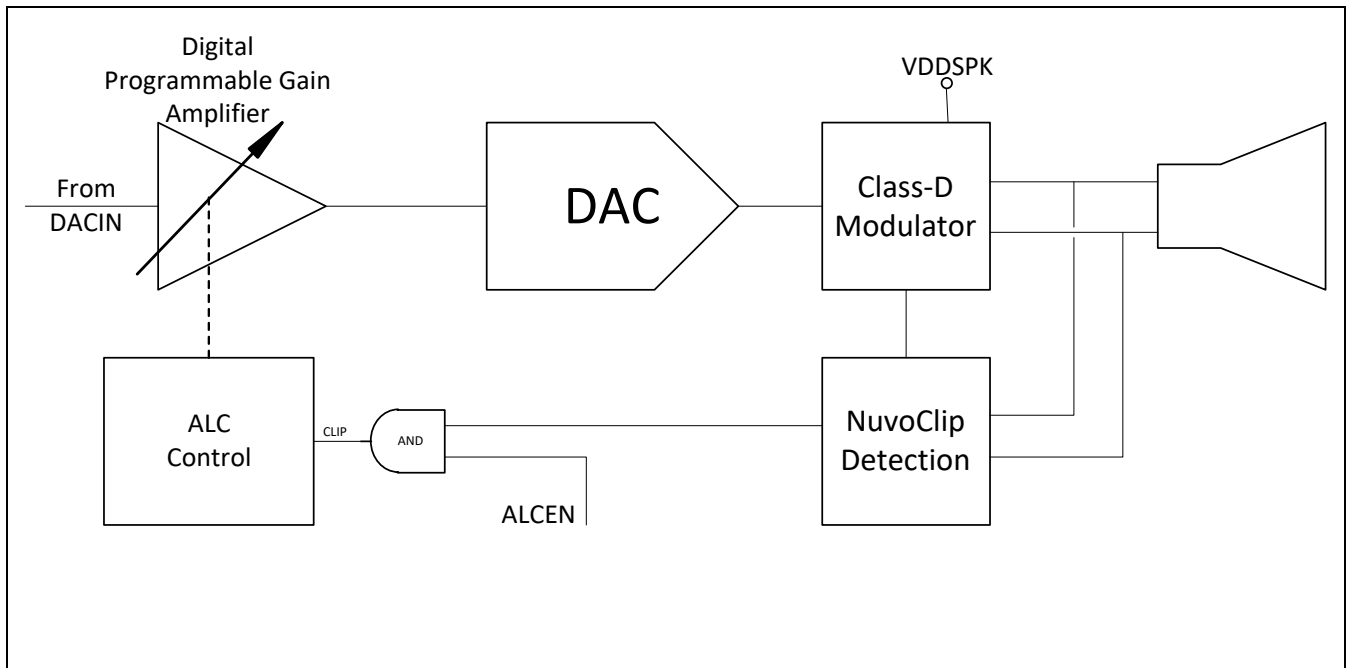 Digital
Programmable Gain
Amplifier
VDDSPK
From
DACIN
DAC
Class-D
Modulator
ALC
Control
CLIP
AND
ALCEN
NuvoClip
Detection